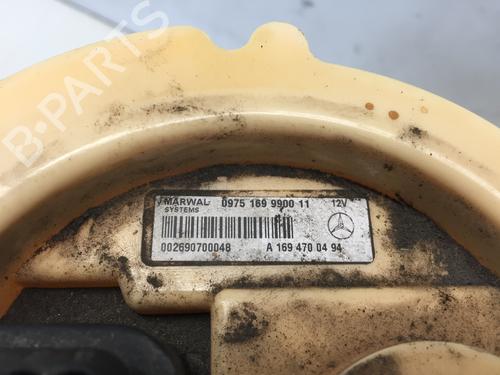 B-PARTS
MARWAL 0975 169 9900 11 12V
SYSTEMS
002690700048 A 169 470 04 94